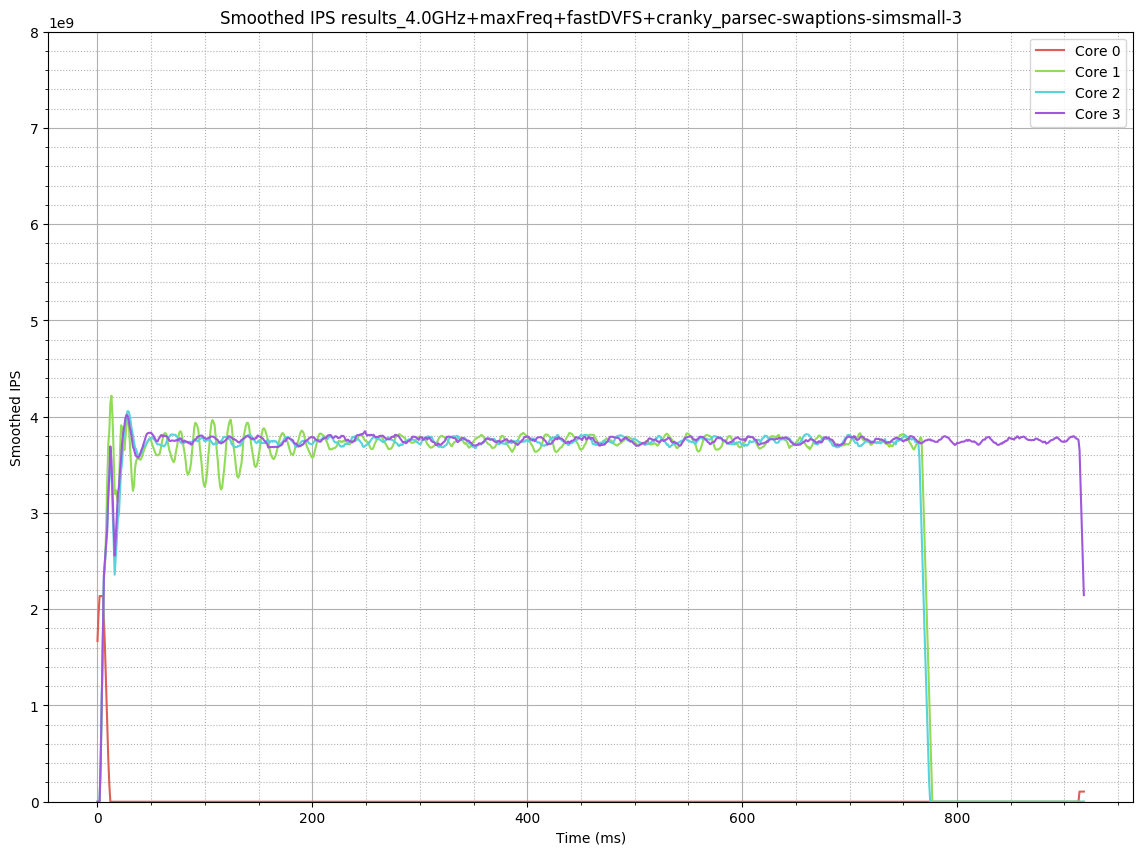 Smoothed IPS results_4.0GHz+maxFreq+fastDVFS+cranky_parsec-swaptions-simsmall-3
1e9
8
7
6
5
4
3
2
1
0
Smoothed IPS
0 200 400 600 800
Time (ms)
Core 0
Core 1
Core 2
Core 3